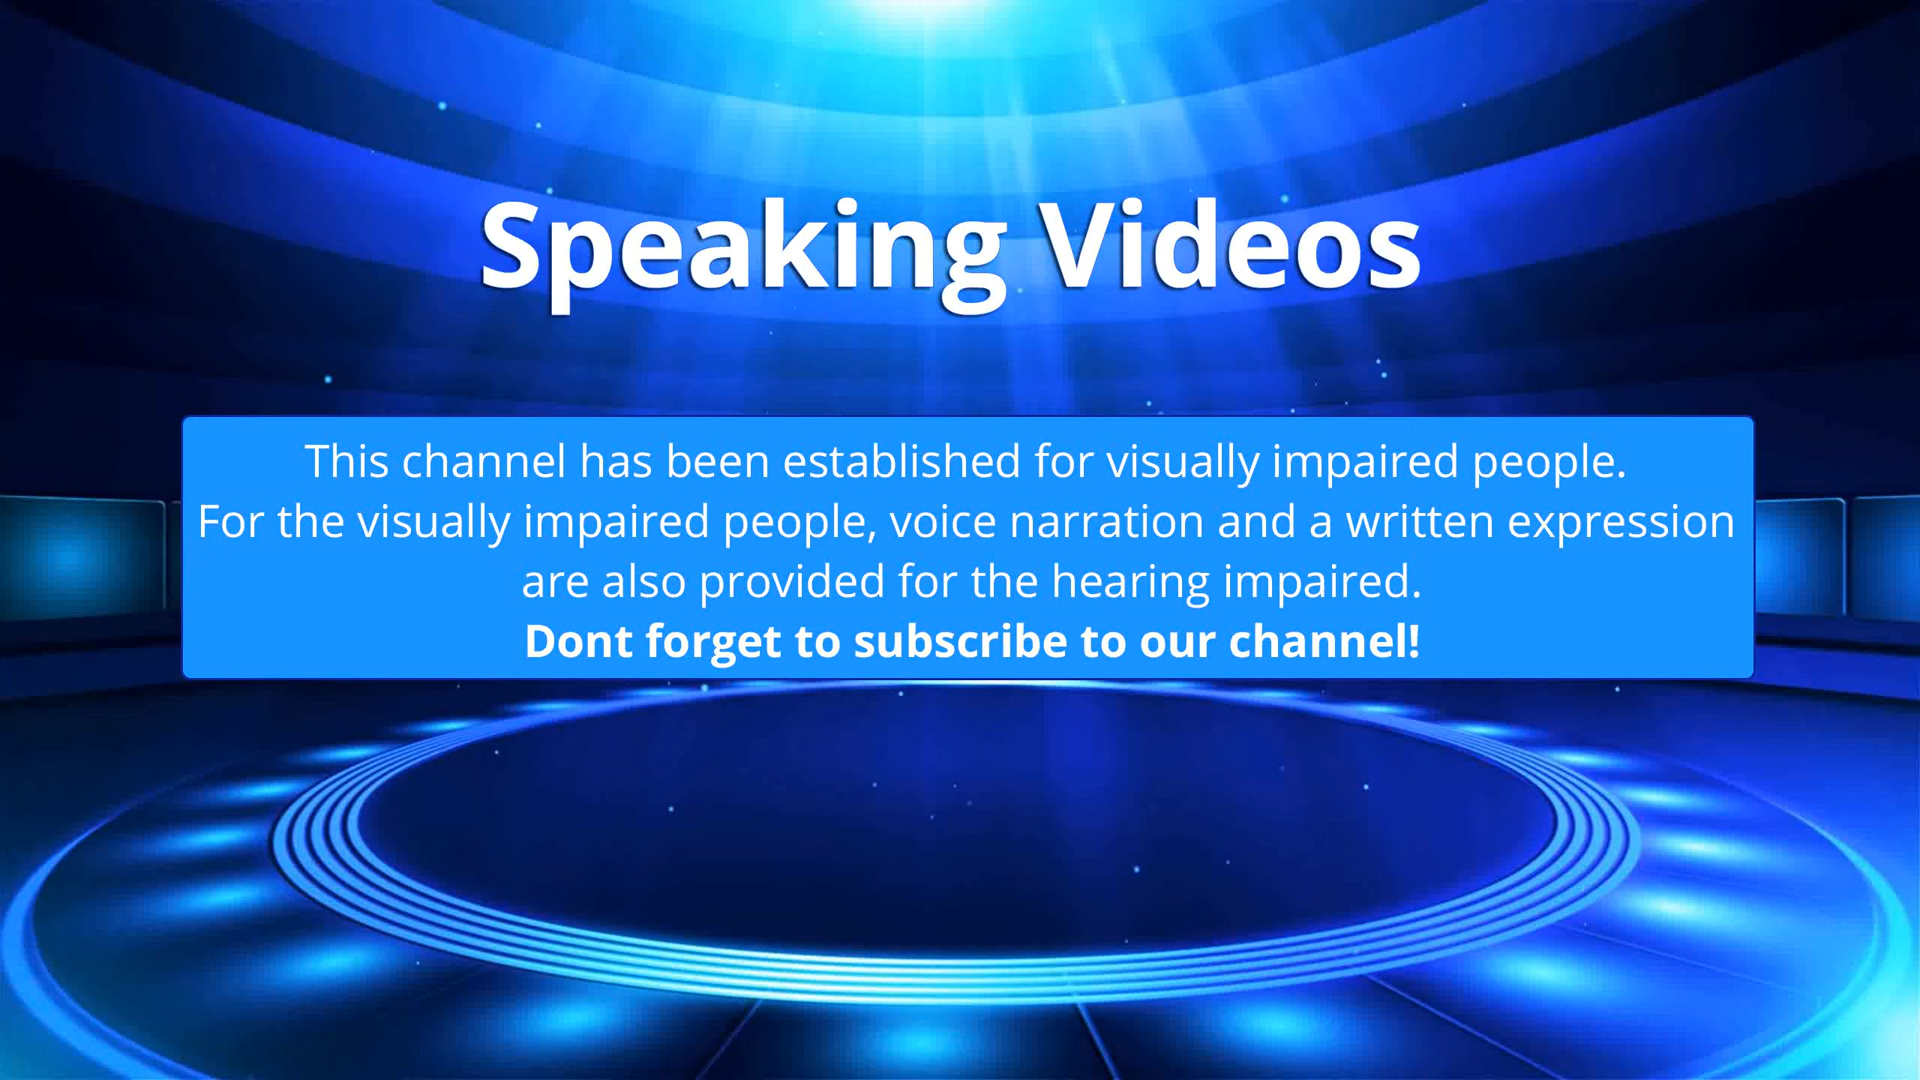 Speaking Videos
This channel has been established for visually impaired people.
For the visually impaired people, voice narration and a written expression
are also provided for the hearing impaired.
Dont forget to subscribe to our channel!